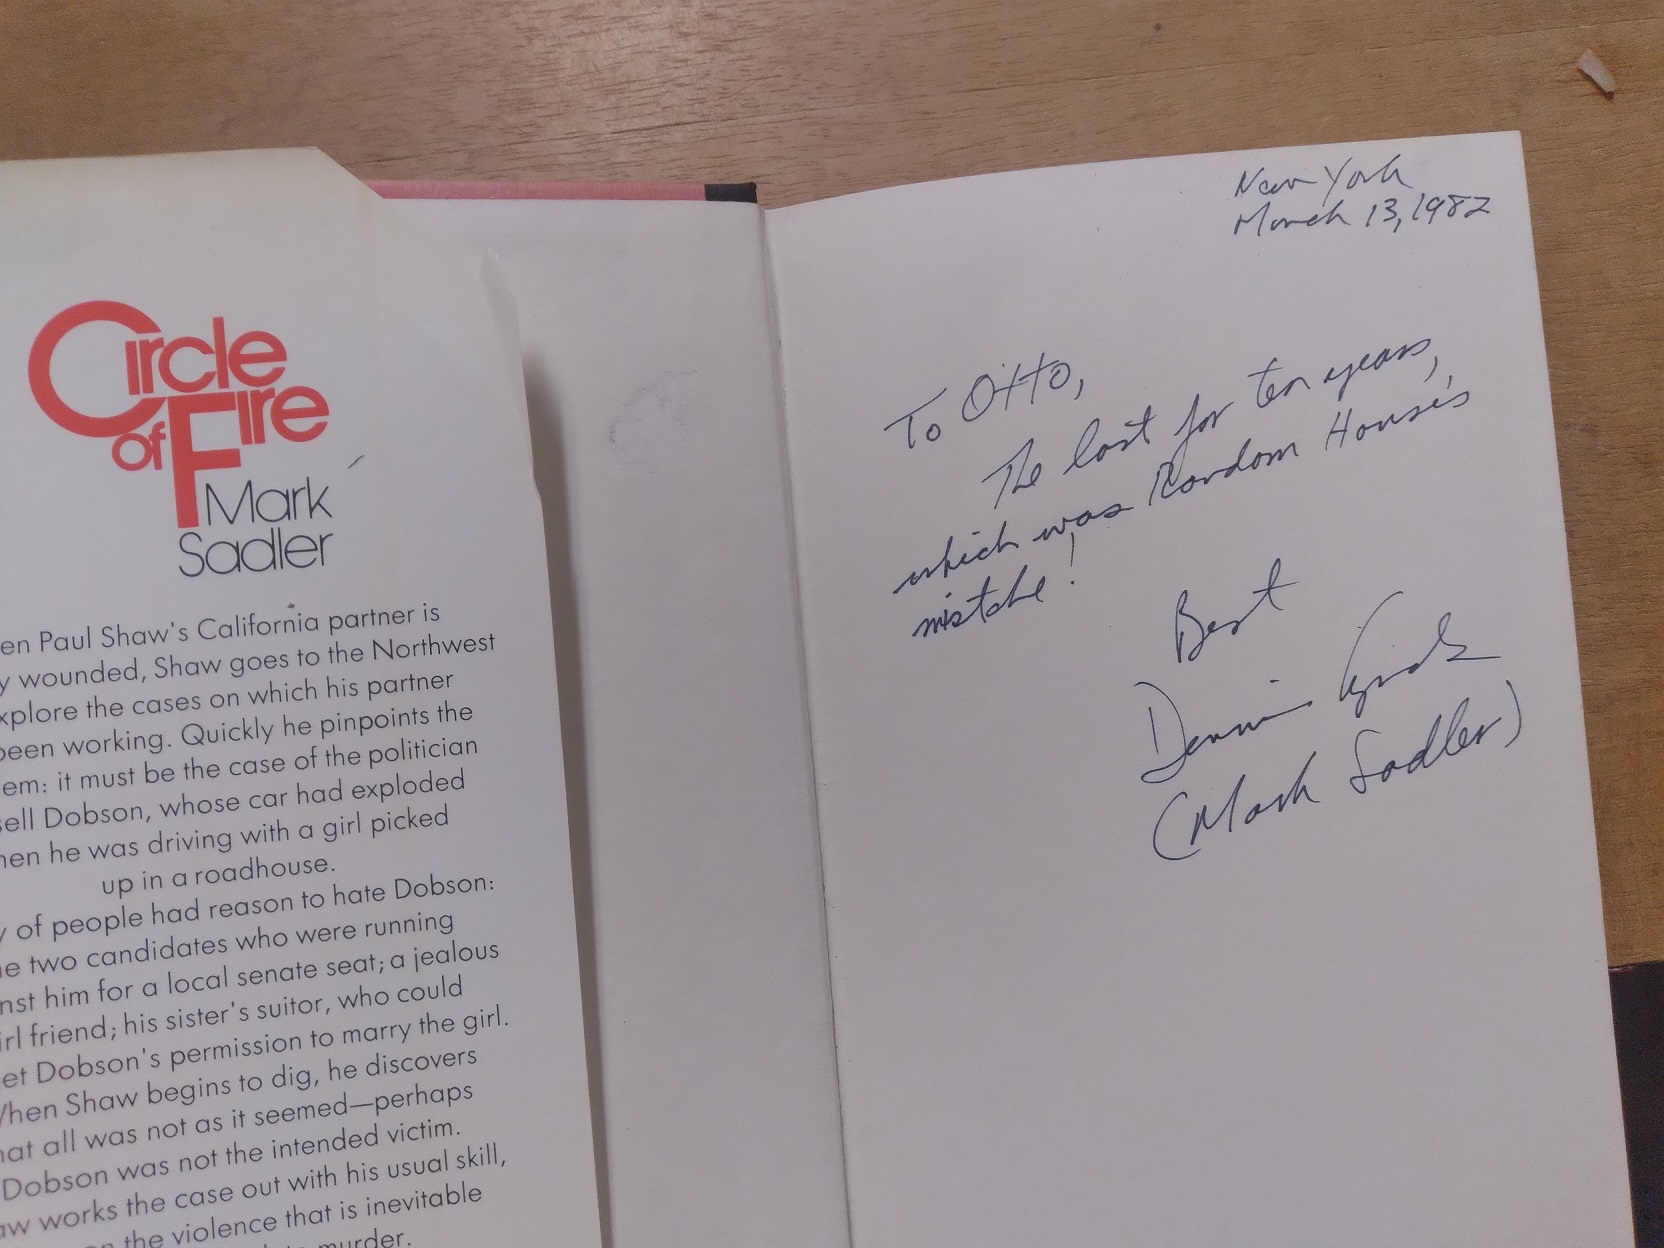 Circle
of Fire
Mark
Sadler
en Paul Shaw's California partner is
y wounded, Shaw goes to the Northwest
xplore the cases on which his partner
been working. Quickly he pinpoints the
em: it must be the case of the politician
sell Dobson, whose car had exploded
hen he was driving with a girl picked
up in a roadhouse.
y of people had reason to hate Dobson:
he two candidates who were running
nst him for a local senate seat; a jealous
irl friend; his sister's suitor, who could
et Dobson's permission to marry the girl.
When Shaw begins to dig, he discovers
hat all was not as it seemed—perhaps
Dobson was not the intended victim.
aw works the case out with his usual skill,
on the violence that is inevitable
murder.
New York
March 13, 1982
To Otto,
The last for ten years,
which was Random House's
mistake!
Best
Dennis Lynds
(Mark Sadler)